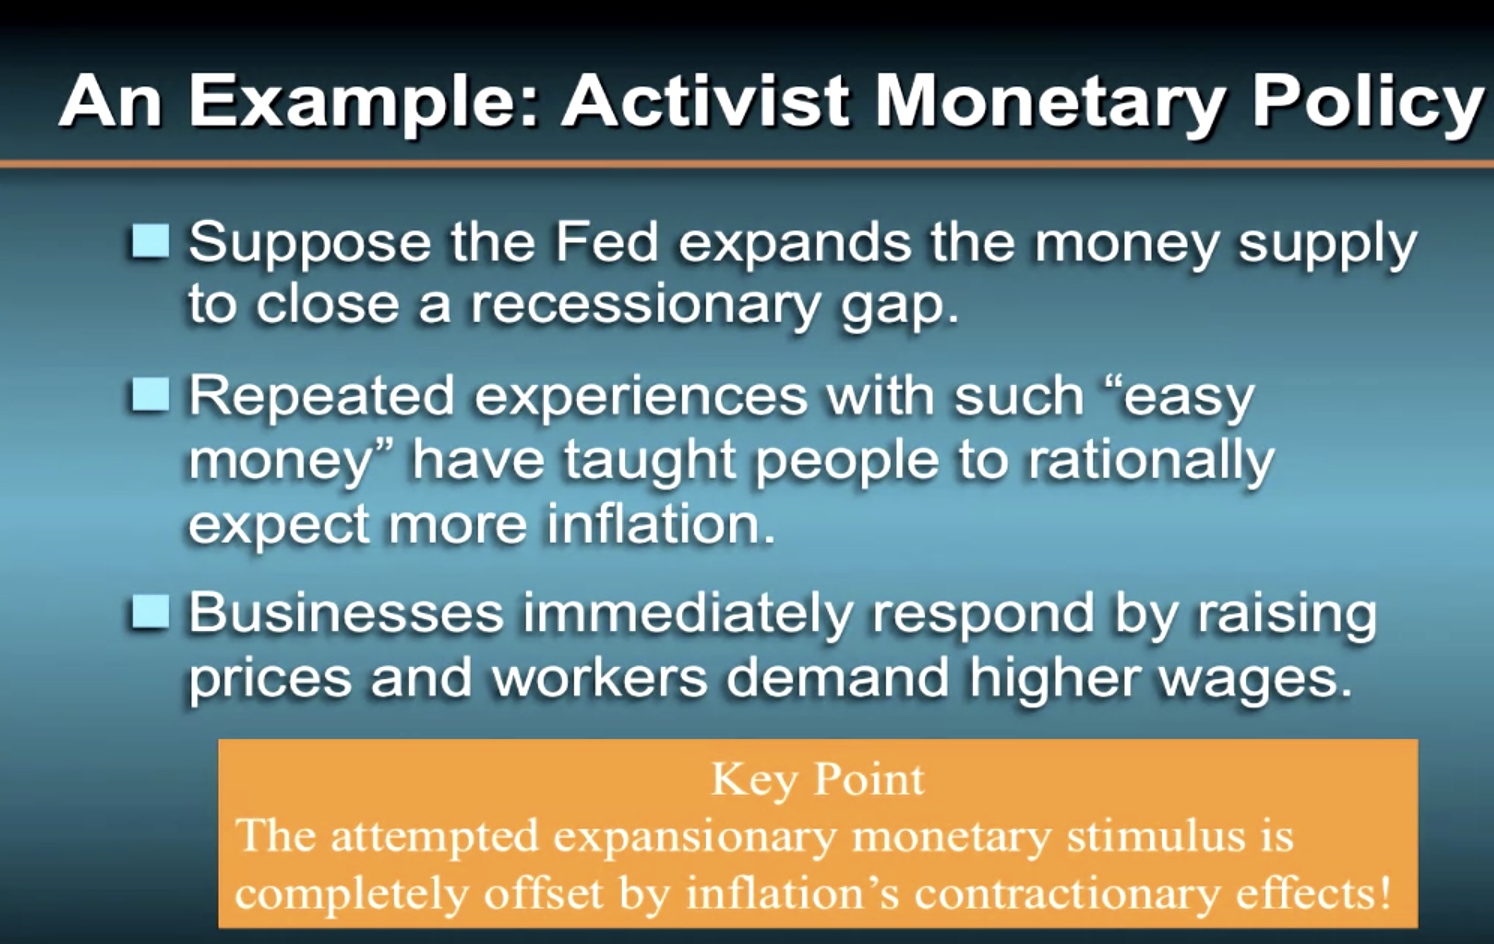 An Example: Activist Monetary Policy
Suppose the Fed expands the money supply
to close a recessionary gap.
Repeated experiences with such “easy
money” have taught people to rationally
expect more inflation.
Businesses immediately respond by raising
prices and workers demand higher wages.
Key Point
The attempted expansionary monetary stimulus is
completely offset by inflation’s contractionary effects!